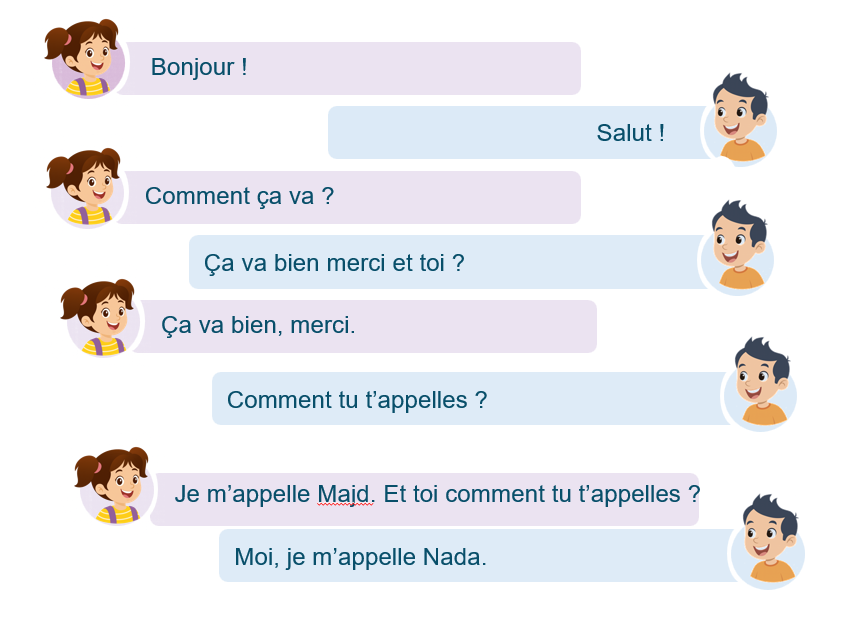 Bonjour !
Salut !
Comment ça va ?
Ça va bien merci et toi ?
Ça va bien, merci.
Comment tu t’appelles ?
Je m’appelle Majd. Et toi comment tu t’appelles ?
Moi, je m’appelle Nada.